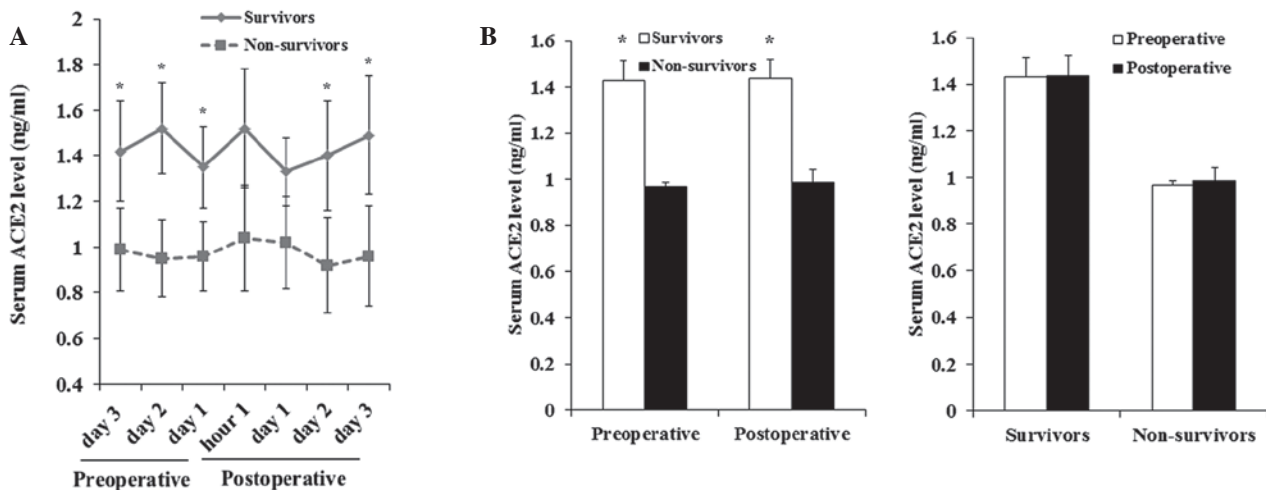 A
Serum ACE2 level (ng/ml)
2
1.8
1.6
1.4
1.2
1
0.8
0.6
0.4
Survivors
Non-survivors
*
*
*
*
*
day 3
day 2
day 1
hour 1
day 1
day 2
day 3
Preoperative
Postoperative
B
Serum ACE2 level (ng/ml)
1.6
1.4
1.2
1
0.8
0.6
0.4
0.2
0
* Survivors *
Non-survivors
Preoperative
Postoperative
Serum ACE2 level (ng/ml)
1.6
1.4
1.2
1
0.8
0.6
0.4
0.2
0
Preoperative
Postoperative
Survivors
Non-survivors